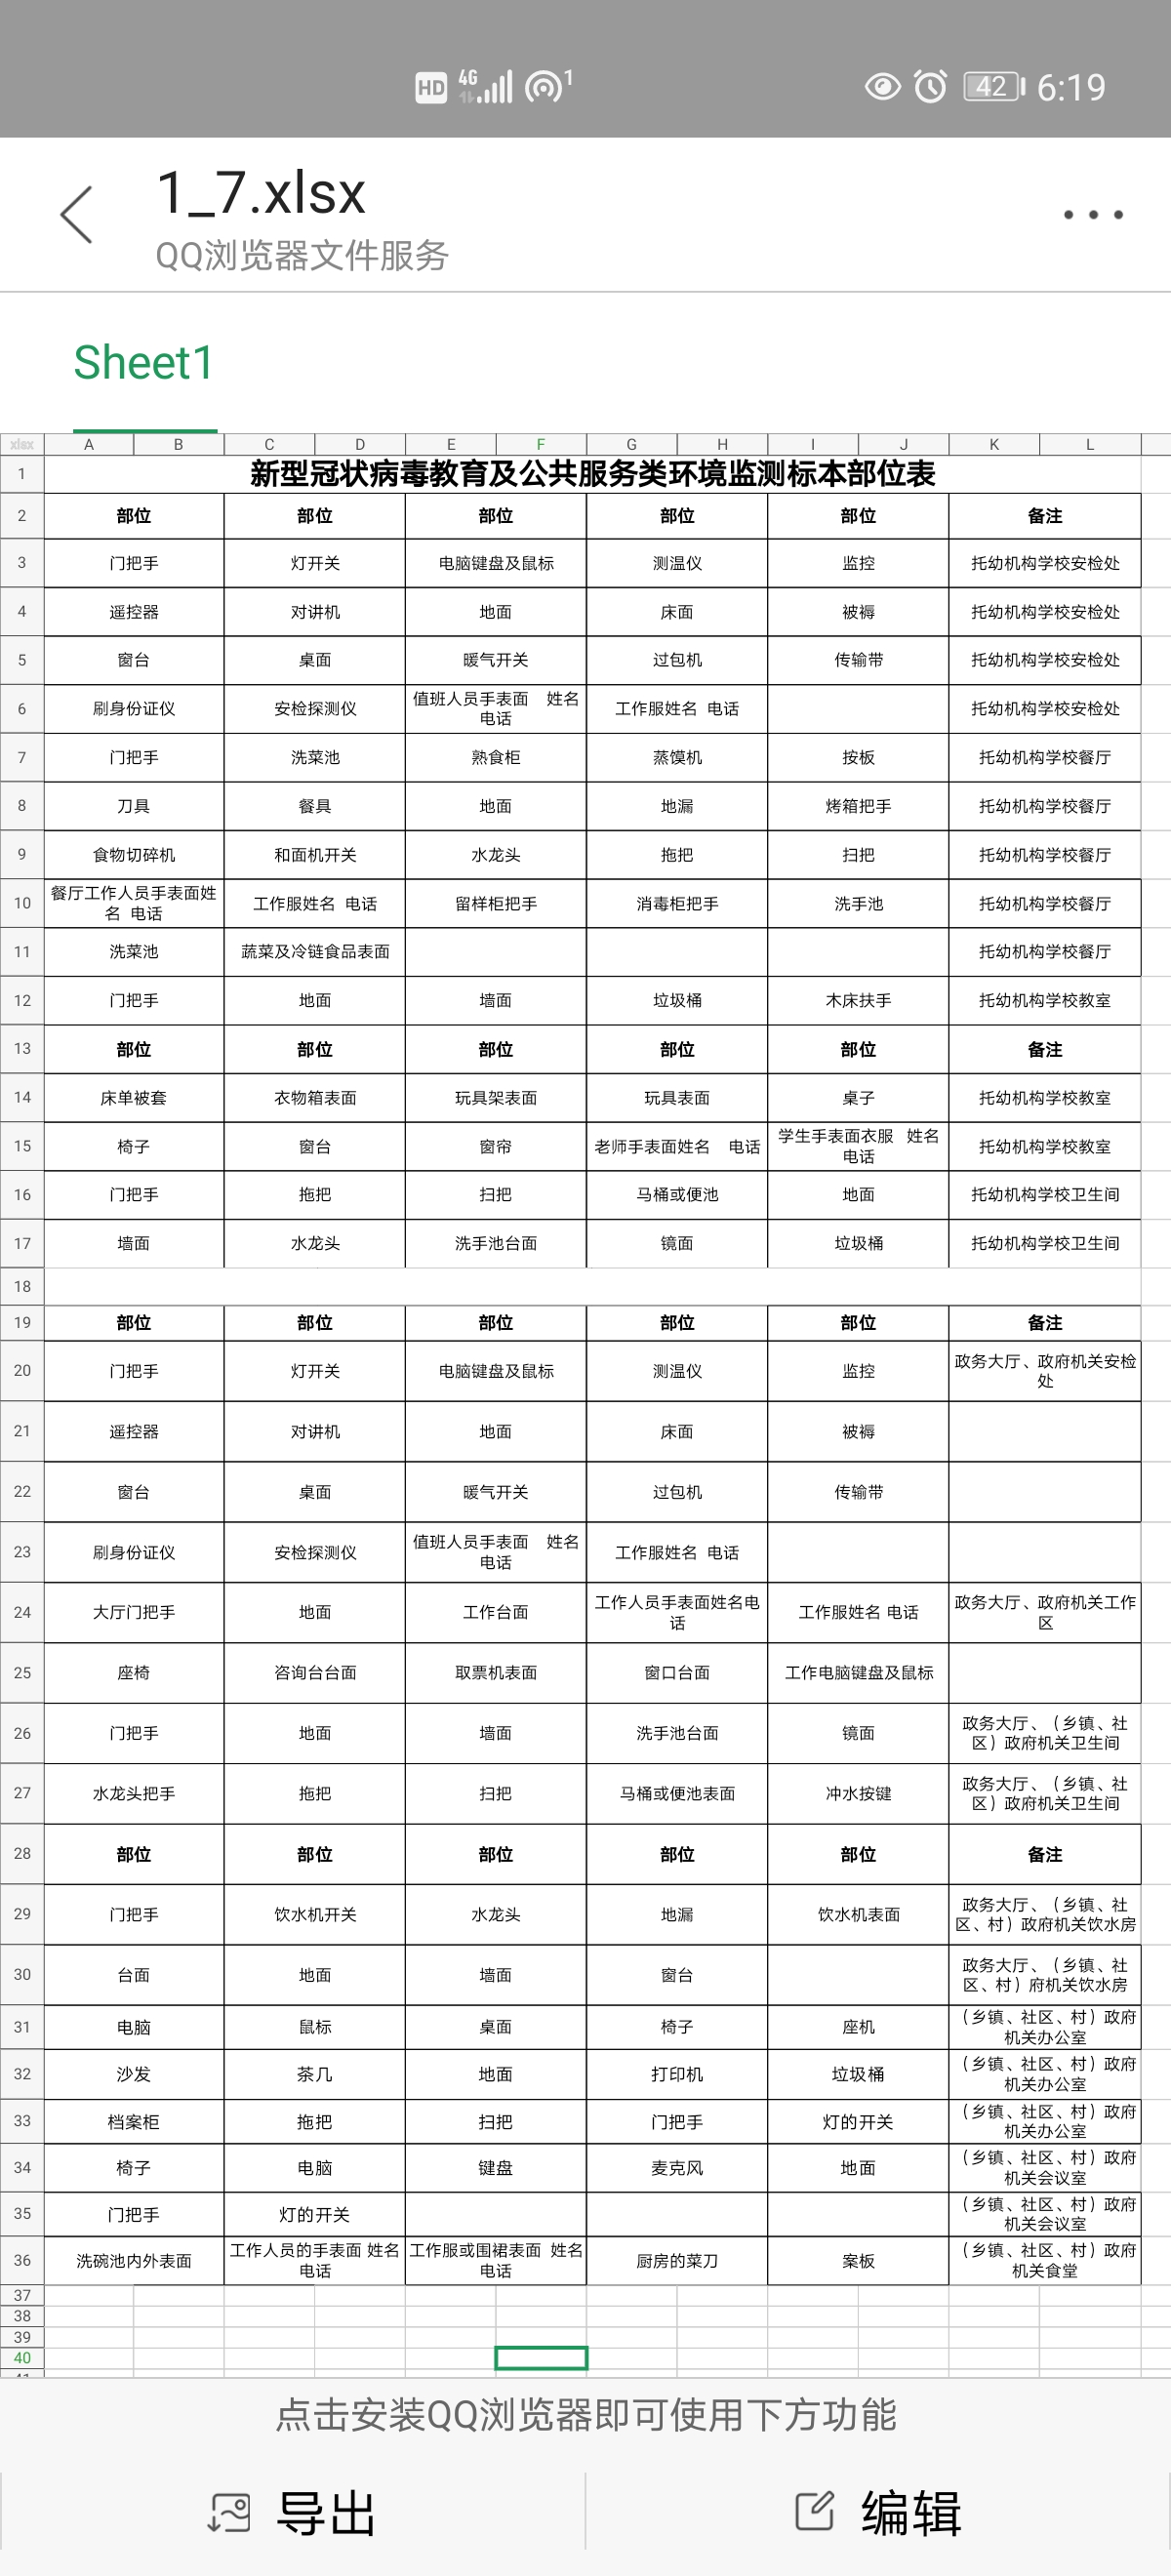 HD 4G 1 42 6:19
1_7.xlsx
QQ浏览器文件服务
Sheet1
xlsx A B C D E F G H I J K L
1 新型冠状病毒教育及公共服务类环境监测标本部位表
2 部位 部位 部位 部位 部位 备注
3 门把手 灯开关 电脑键盘及鼠标 测温仪 监控 托幼机构学校安检处
4 遥控器 对讲机 地面 床面 被褥 托幼机构学校安检处
5 窗台 桌面 暖气开关 过包机 传输带 托幼机构学校安检处
6 刷身份证仪 安检探测仪 值班人员手表面 姓名 电话 工作服姓名 电话 托幼机构学校安检处
7 门把手 洗菜池 熟食柜 蒸馍机 按板 托幼机构学校餐厅
8 刀具 餐具 地面 地漏 烤箱把手 托幼机构学校餐厅
9 食物切碎机 和面机开关 水龙头 拖把 扫把 托幼机构学校餐厅
10 餐厅工作人员手表面姓名 电话 工作服姓名 电话 留样柜把手 消毒柜把手 洗手池 托幼机构学校餐厅
11 洗菜池 蔬菜及冷链食品表面 托幼机构学校餐厅
12 门把手 地面 墙面 垃圾桶 木床扶手 托幼机构学校教室
13 部位 部位 部位 部位 部位 备注
14 床单被套 衣物箱表面 玩具架表面 玩具表面 桌子 托幼机构学校教室
15 椅子 窗台 窗帘 老师手表面姓名 电话 学生手表面衣服 姓名 电话 托幼机构学校教室
16 门把手 拖把 扫把 马桶或便池 地面 托幼机构学校卫生间
17 墙面 水龙头 洗手池台面 镜面 垃圾桶 托幼机构学校卫生间
18
19 部位 部位 部位 部位 部位 备注
20 门把手 灯开关 电脑键盘及鼠标 测温仪 监控 政务大厅、政府机关安检处
21 遥控器 对讲机 地面 床面 被褥
22 窗台 桌面 暖气开关 过包机 传输带
23 刷身份证仪 安检探测仪 值班人员手表面 姓名 电话 工作服姓名 电话
24 大厅门把手 地面 工作台面 工作人员手表面姓名电话 工作服姓名 电话 政务大厅、政府机关工作区
25 座椅 咨询台台面 取票机表面 窗口台面 工作电脑键盘及鼠标
26 门把手 地面 墙面 洗手池台面 镜面 政务大厅、（乡镇、社区）政府机关卫生间
27 水龙头把手 拖把 扫把 马桶或便池表面 冲水按键 政务大厅、（乡镇、社区）政府机关卫生间
28 部位 部位 部位 部位 部位 备注
29 门把手 饮水机开关 水龙头 地漏 饮水机表面 政务大厅、（乡镇、社区、村）政府机关饮水房
30 台面 地面 墙面 窗台 政务大厅、（乡镇、社区、村）府机关饮水房
31 电脑 鼠标 桌面 椅子 座机 （乡镇、社区、村）政府机关办公室
32 沙发 茶几 地面 打印机 垃圾桶 （乡镇、社区、村）政府机关办公室
33 档案柜 拖把 扫把 门把手 灯的开关 （乡镇、社区、村）政府机关办公室
34 椅子 电脑 键盘 麦克风 地面 （乡镇、社区、村）政府机关会议室
35 门把手 灯的开关 （乡镇、社区、村）政府机关会议室
36 洗碗池内外表面 工作人员的手表面 姓名 电话 工作服或围裙表面 姓名 电话 厨房的菜刀 案板 （乡镇、社区、村）政府机关食堂
37
38
39
40
点击安装QQ浏览器即可使用下方功能
导出 编辑